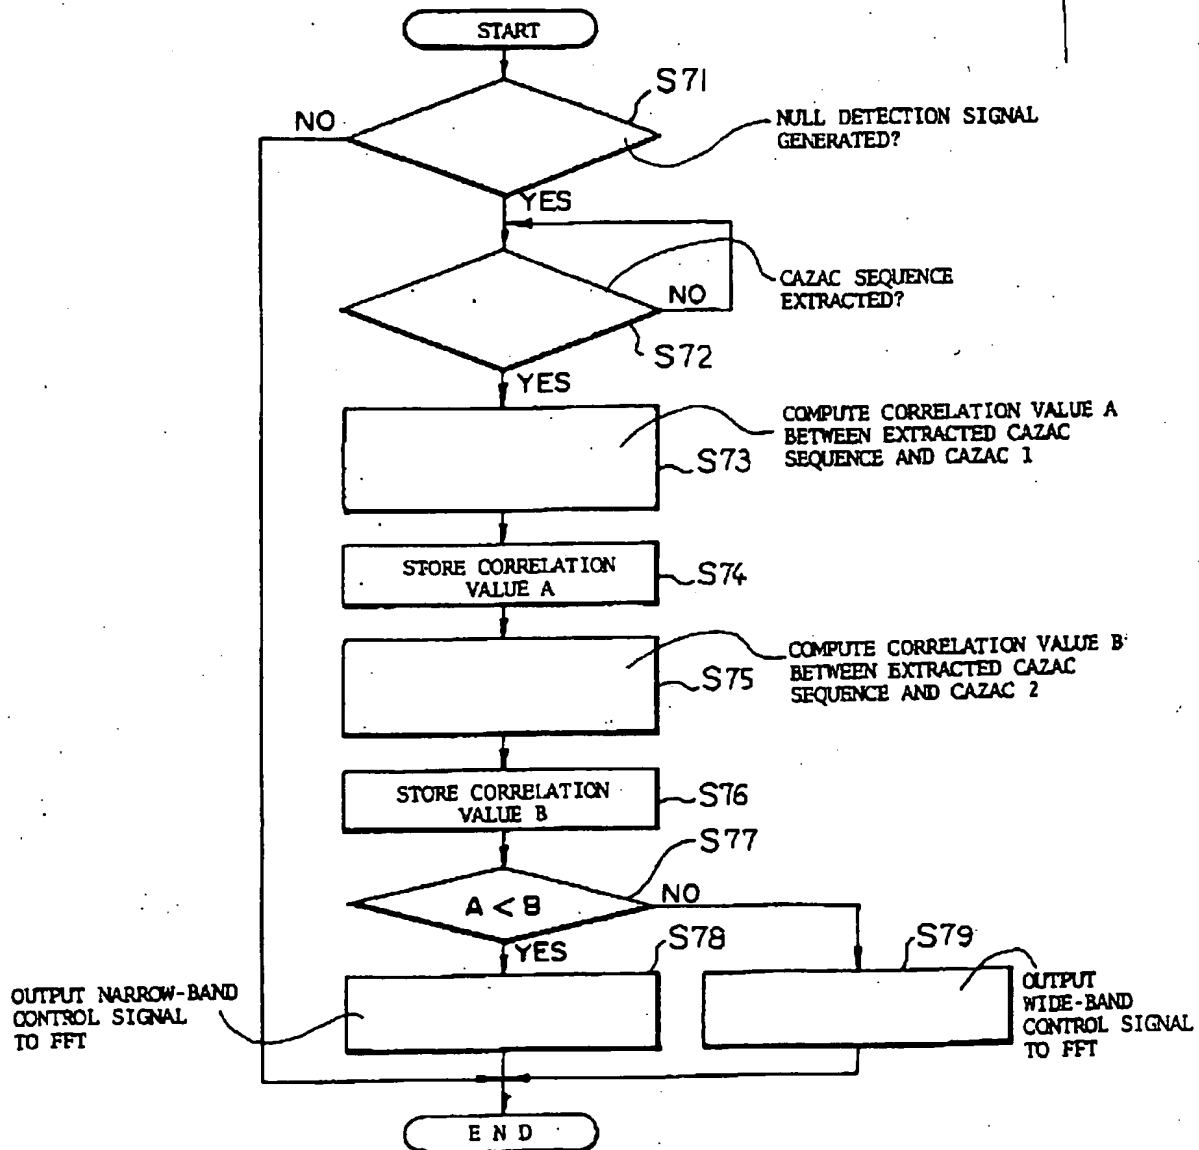 START
S71
NO
NULL DETECTION SIGNAL
GENERATED?
YES
CAZAC SEQUENCE
EXTRACTED?
NO
S72
YES
COMPUTE CORRELATION VALUE A
BETWEEN EXTRACTED CAZAC
SEQUENCE AND CAZAC 1
S73
STORE CORRELATION
VALUE A
S74
COMPUTE CORRELATION VALUE B
BETWEEN EXTRACTED CAZAC
SEQUENCE AND CAZAC 2
S75
STORE CORRELATION
VALUE B
S76
S77
A < B
NO
YES
S78
S79
OUTPUT NARROW-BAND
CONTROL SIGNAL
TO FFT
OUTPUT
WIDE-BAND
CONTROL SIGNAL
TO FFT
END